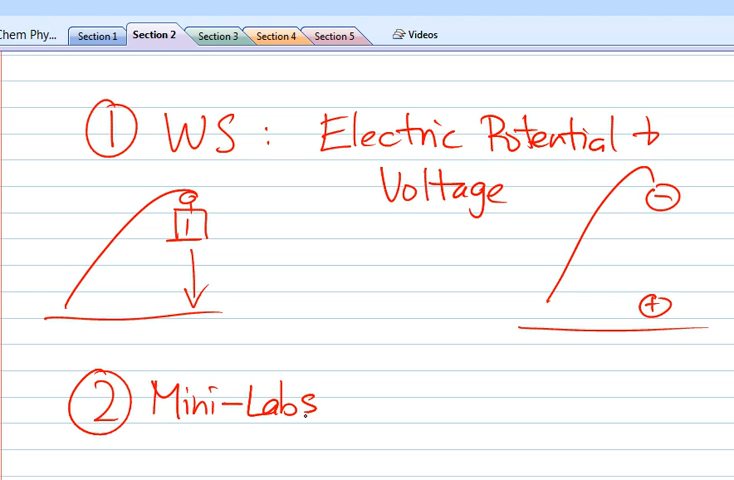 Chem Phy... Section 1 Section 2 Section 3 Section 4 Section 5 Videos
① WS : Electric Potential +
Voltage
1
−
+
② Mini-Labs